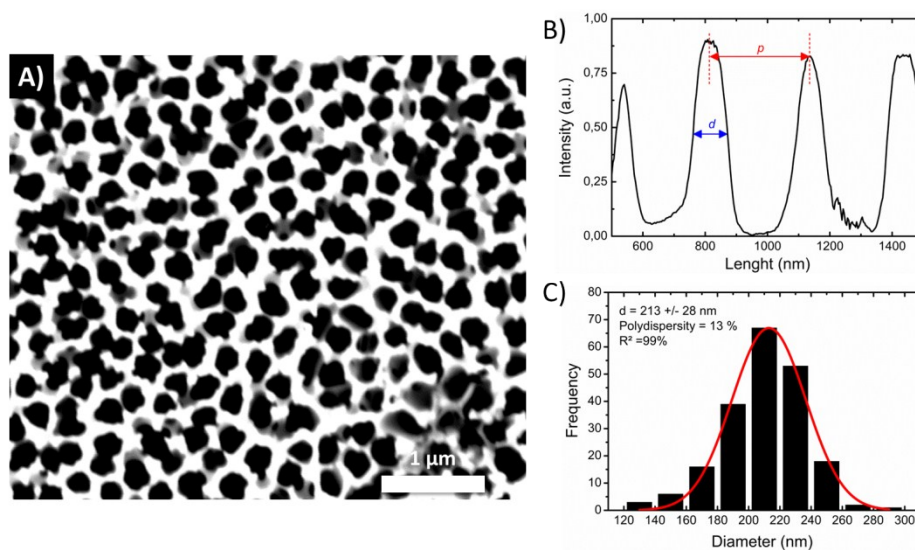 A)
1 μm
B)
Intensity (a.u.)
1,00
0,75
0,50
0,25
0,00
p
d
600 800 1000 1200 1400
Lenght (nm)
C)
Frequency
80
70
60
50
40
30
20
10
0
d = 213 +/- 28 nm
Polydispersity = 13 %
R² =99%
120 140 160 180 200 220 240 260 280 300
Diameter (nm)